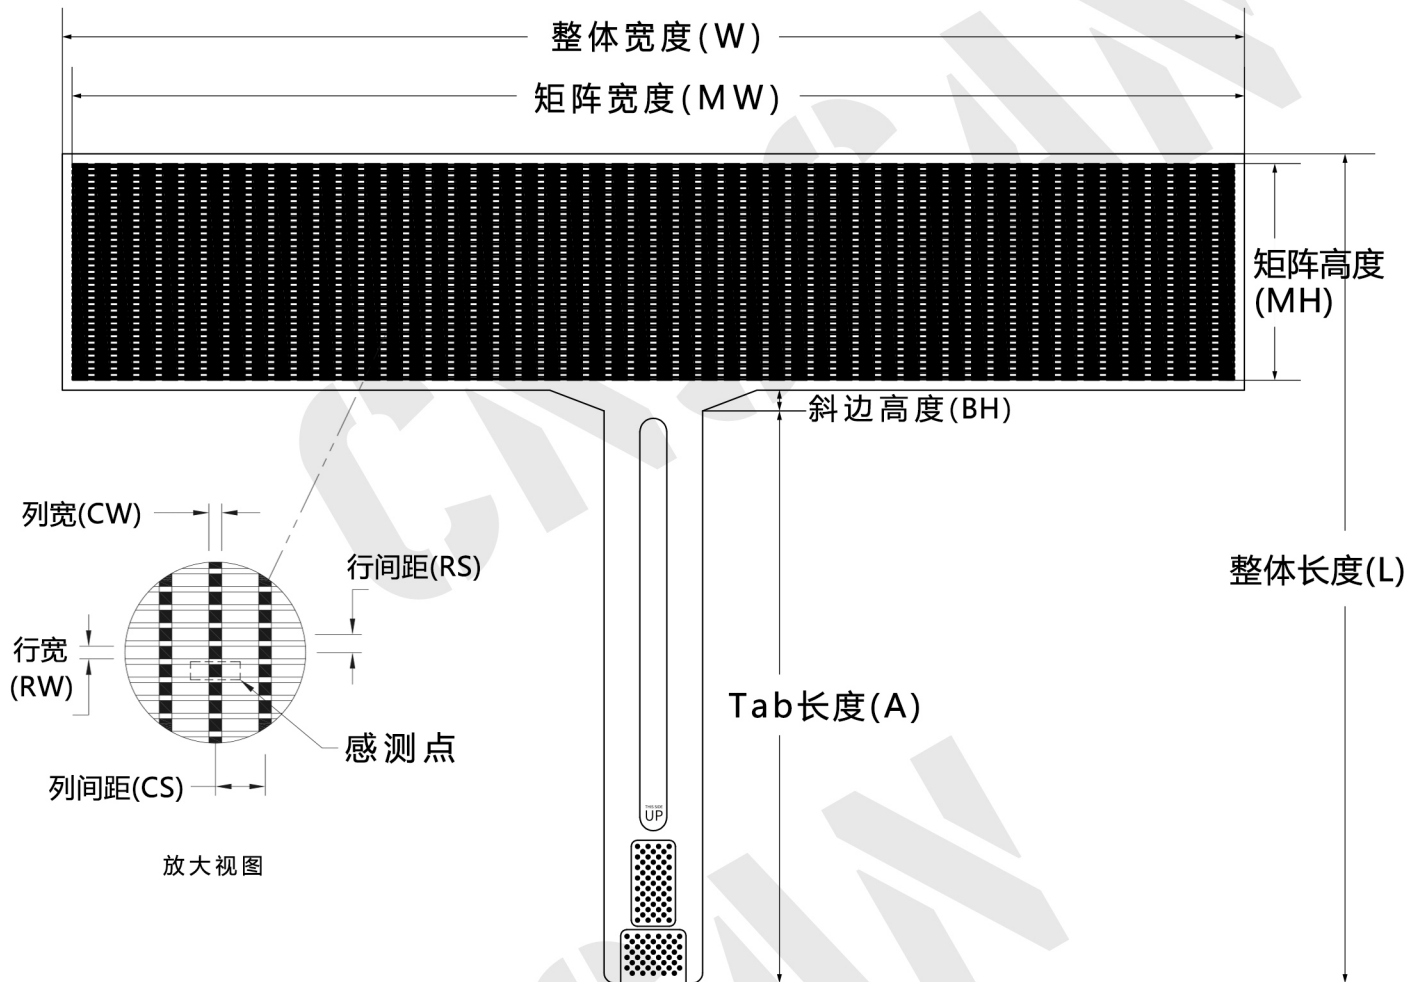 整体宽度(W)
矩阵宽度(MW)
矩阵高度
(MH)
斜边高度(BH)
列宽(CW)
行间距(RS)
整体长度(L)
行宽
(RW)
Tab长度(A)
感测点
列间距(CS)
THIS SIDE
UP
放大视图